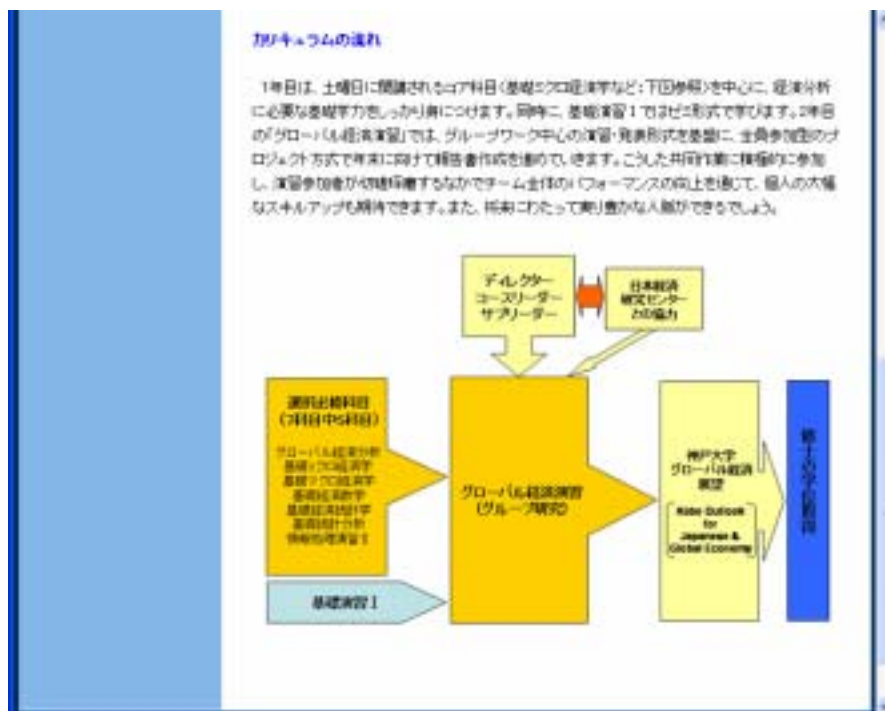 カリキュラムの流れ
1年目は、土曜日に開講されるコア科目(基礎ミクロ経済学など:下図参照)を中心に、経済分析
に必要な基礎学力をしっかり身につけます。同時に、基礎演習Ⅰではゼミ形式で学びます。2年目
の「グローバル経済演習」では、グループワーク中心の演習・発表形式を基盤に、全員参加型のプ
ロジェクト方式で年末に向けて報告書作成を進めていきます。こうした共同作業に積極的に参加
し、演習参加者が切磋琢磨するなかでチーム全体のパフォーマンスの向上を通じて、個人の大幅
なスキルアップも期待できます。また、将来にわたって実り豊かな人脈ができるでしょう。
ディレクター
コースリーダー
サブリーダー
日本経済
研究センター
との協力
選択必修科目
(7科目中5科目)
グローバル経済分析
基礎ミクロ経済学
基礎マクロ経済学
基礎経済数学
基礎経済統計学
基礎統計分析
情報処理演習Ⅱ
基礎演習Ⅰ
グローバル経済演習
(グループ研究)
神戸大学
グローバル経済
展望
Kobe Outlook
for
Japanese &
Global Economy
修士の学位取得